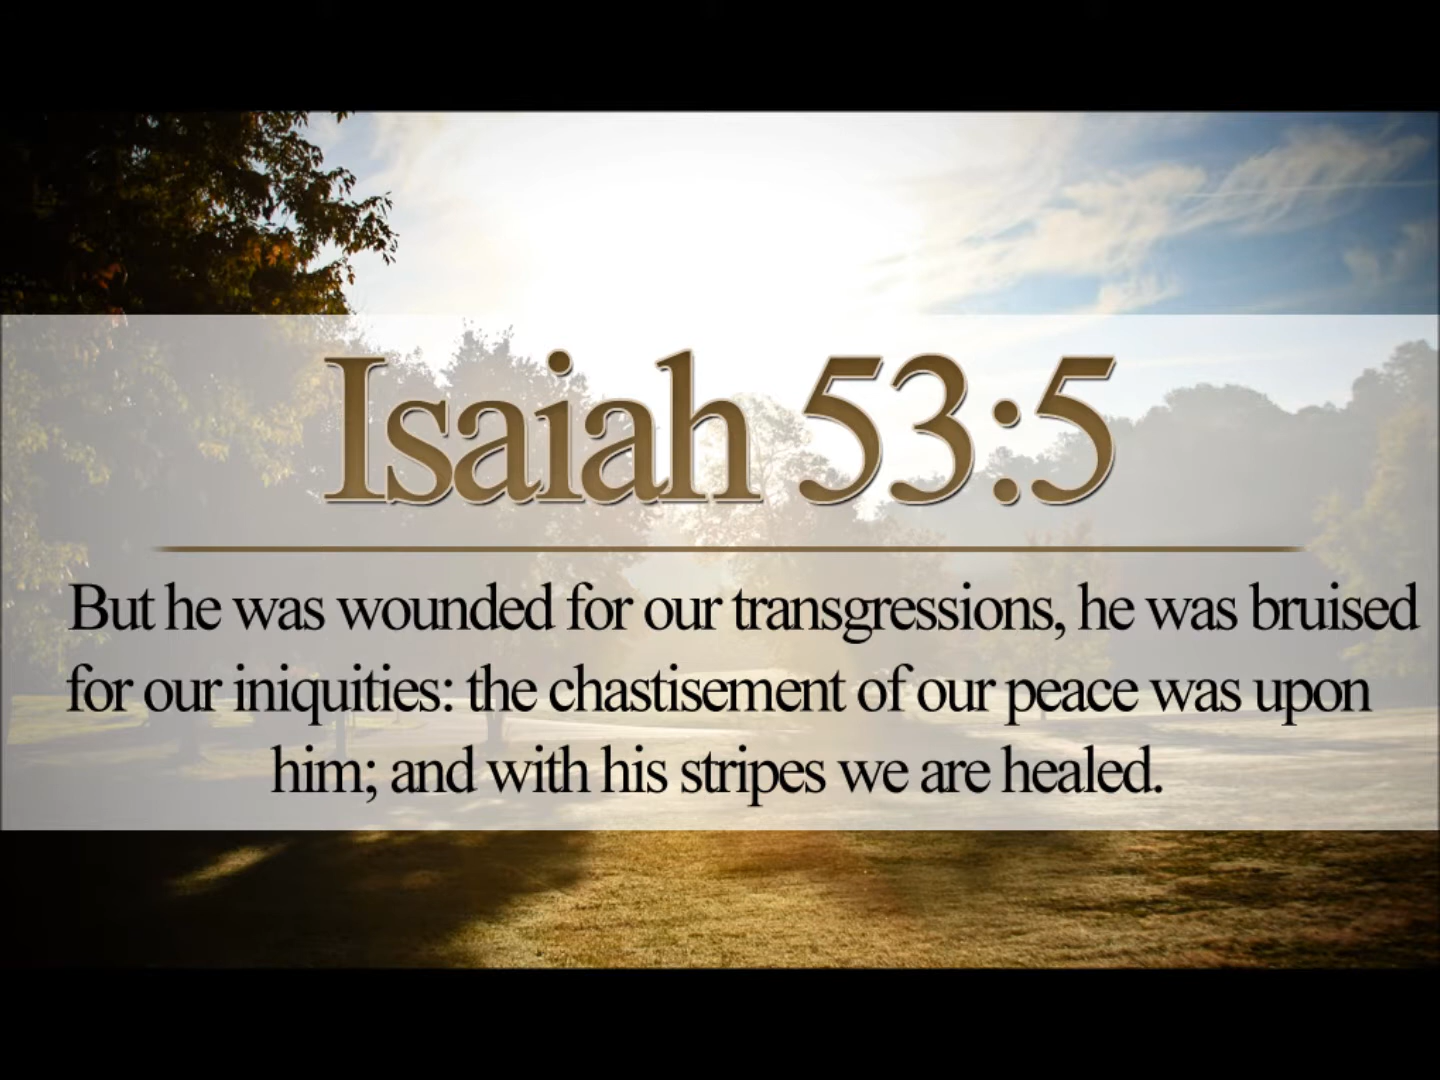 Isaiah 53:5
But he was wounded for our transgressions, he was bruised
for our iniquities: the chastisement of our peace was upon
him; and with his stripes we are healed.